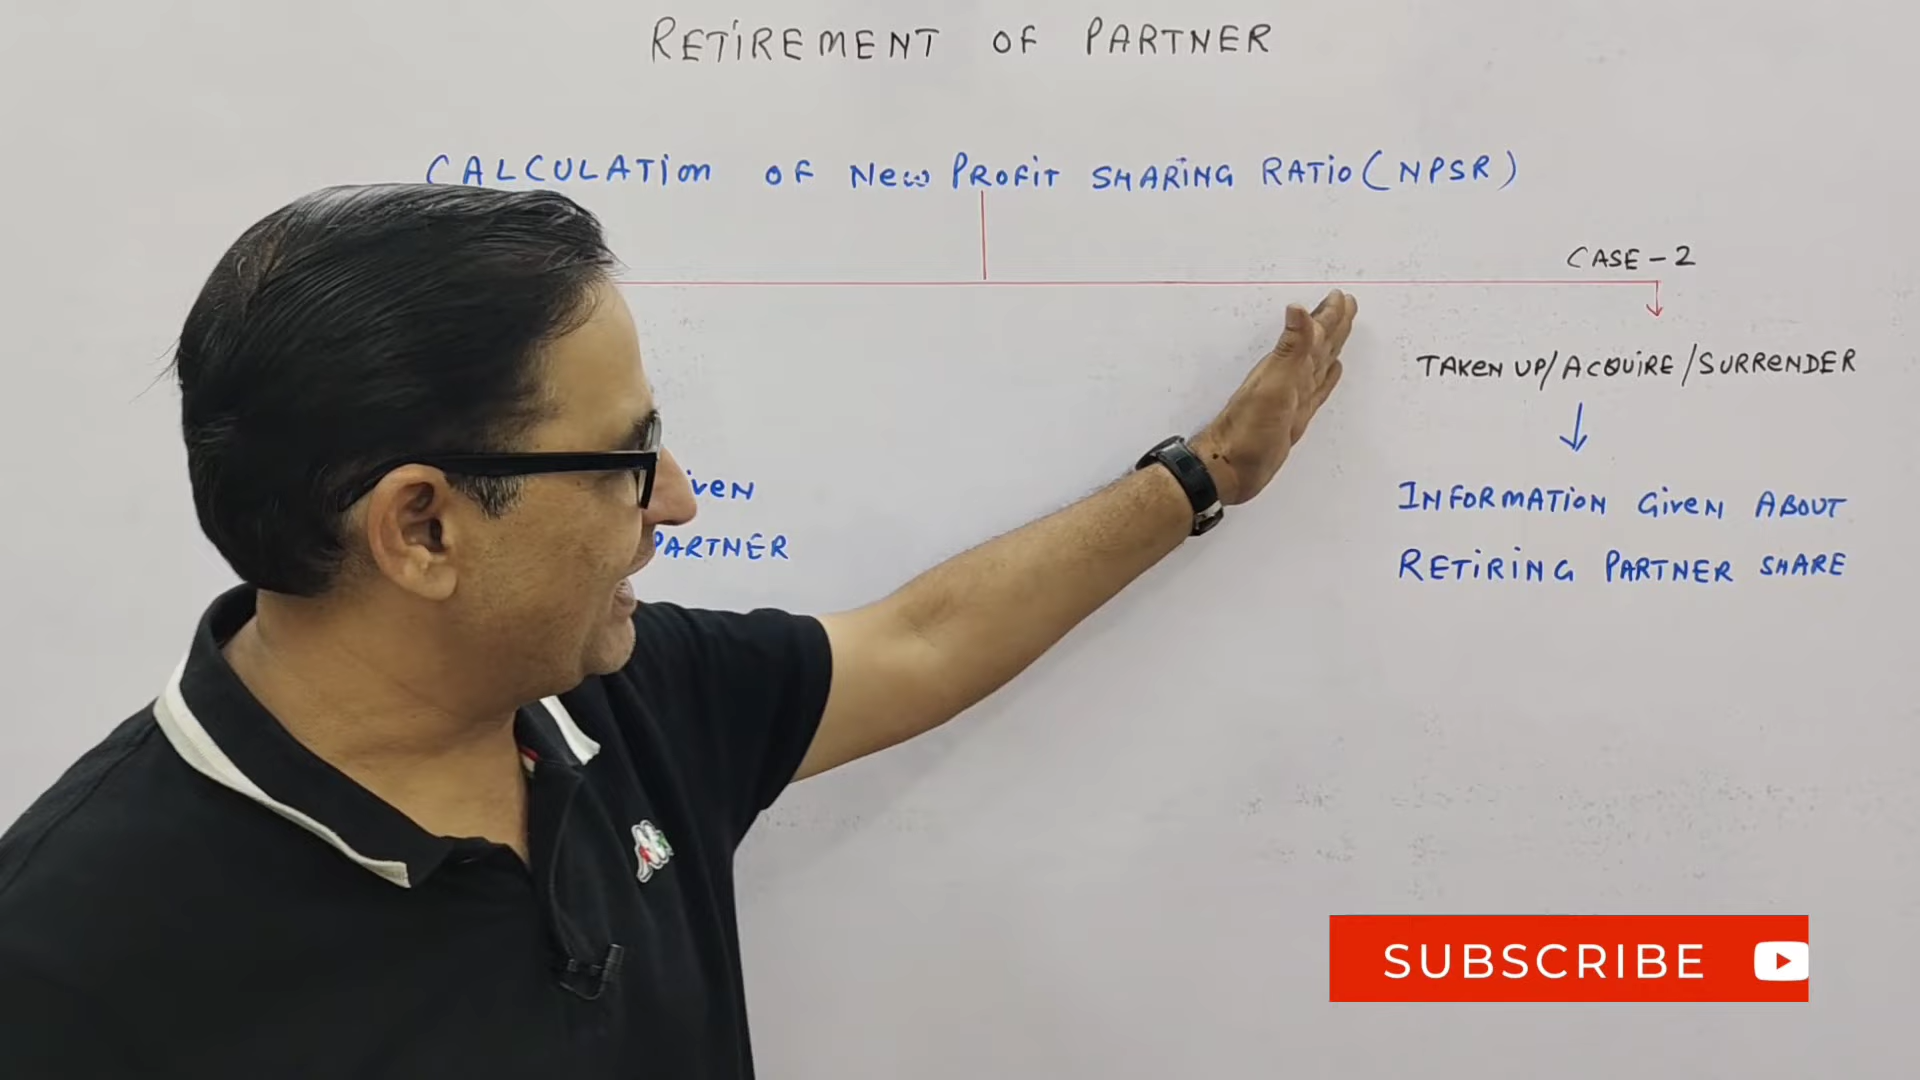 RETIREMENT OF PARTNER
CALCULATION OF NEW PROFIT SHARING RATIO (NPSR)
CASE-2
TAKEN UP/ACQUIRE/SURRENDER
INFORMATION GIVEN ABOUT
RETIRING PARTNER SHARE
PARTNER
SUBSCRIBE